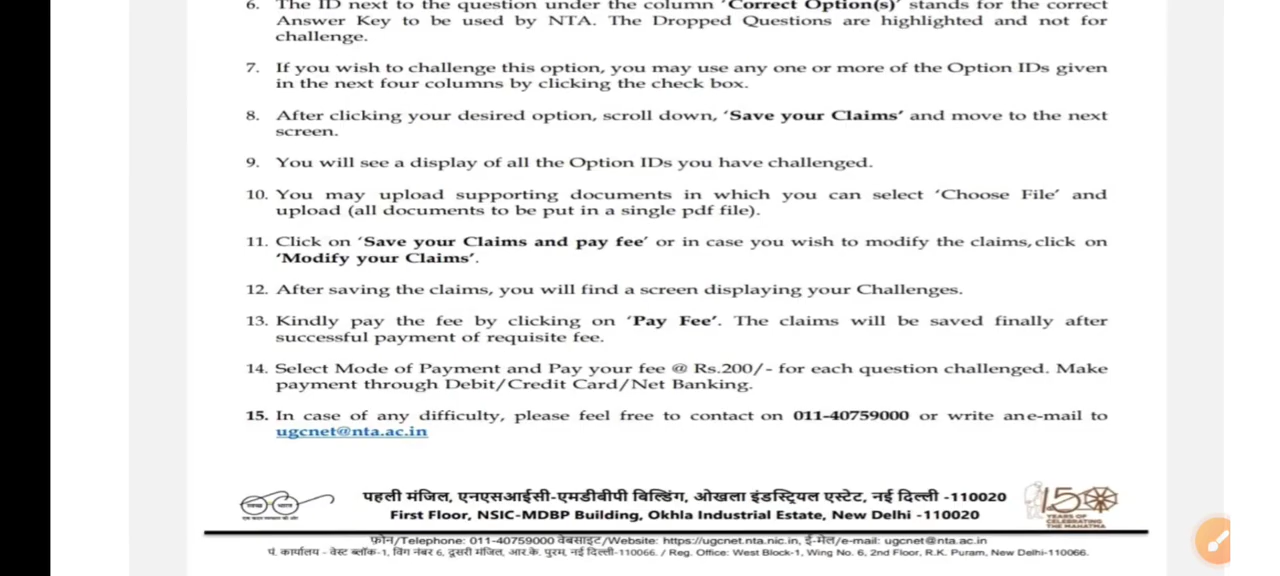 6. The ID next to the question under the column 'Correct Option(s)' stands for the correct
Answer Key to be used by NTA. The Dropped Questions are highlighted and not for
challenge.
7. If you wish to challenge this option, you may use any one or more of the Option IDs given
in the next four columns by clicking the check box.
8. After clicking your desired option, scroll down, 'Save your Claims' and move to the next
screen.
9. You will see a display of all the Option IDs you have challenged.
10. You may upload supporting documents in which you can select 'Choose File' and
upload (all documents to be put in a single pdf file).
11. Click on 'Save your Claims and pay fee' or in case you wish to modify the claims, click on
'Modify your Claims'.
12. After saving the claims, you will find a screen displaying your Challenges.
13. Kindly pay the fee by clicking on 'Pay Fee'. The claims will be saved finally after
successful payment of requisite fee.
14. Select Mode of Payment and Pay your fee @ Rs.200/- for each question challenged. Make
payment through Debit/Credit Card/Net Banking.
15. In case of any difficulty, please feel free to contact on 011-40759000 or write an e-mail to
ugcnet@nta.ac.in
पहली मंजिल, एनएसआईसी-एमडीबीपी बिल्डिंग, ओखला इंडस्ट्रियल एस्टेट, नई दिल्ली -110020
First Floor, NSIC-MDBP Building, Okhla Industrial Estate, New Delhi -110020
स्वच्छ भारत
एक कदम स्वच्छता की ओर
150
YEARS OF
CELEBRATING
THE MAHATMA
फ़ोन/Telephone: 011-40759000 वेबसाइट/Website: https://ugcnet.nta.nic.in, ई-मेल/e-mail: ugcnet@nta.ac.in
पं. कार्यालय - वेस्ट ब्लॉक-1, विंग नंबर 6, दूसरी मंजिल, आर.के. पुरम, नई दिल्ली-110066. / Reg. Office: West Block-1, Wing No. 6, 2nd Floor, R.K. Puram, New Delhi-110066.